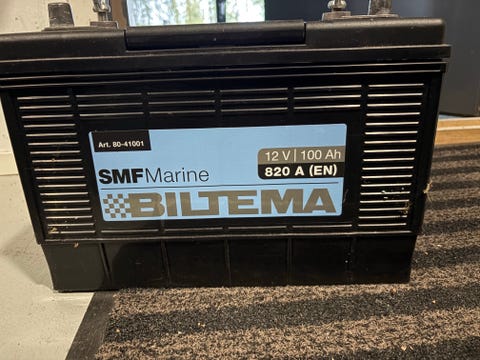 Art. 80-41001
SMFMarine
12 V | 100 Ah
820 A (EN)
BILTEMA